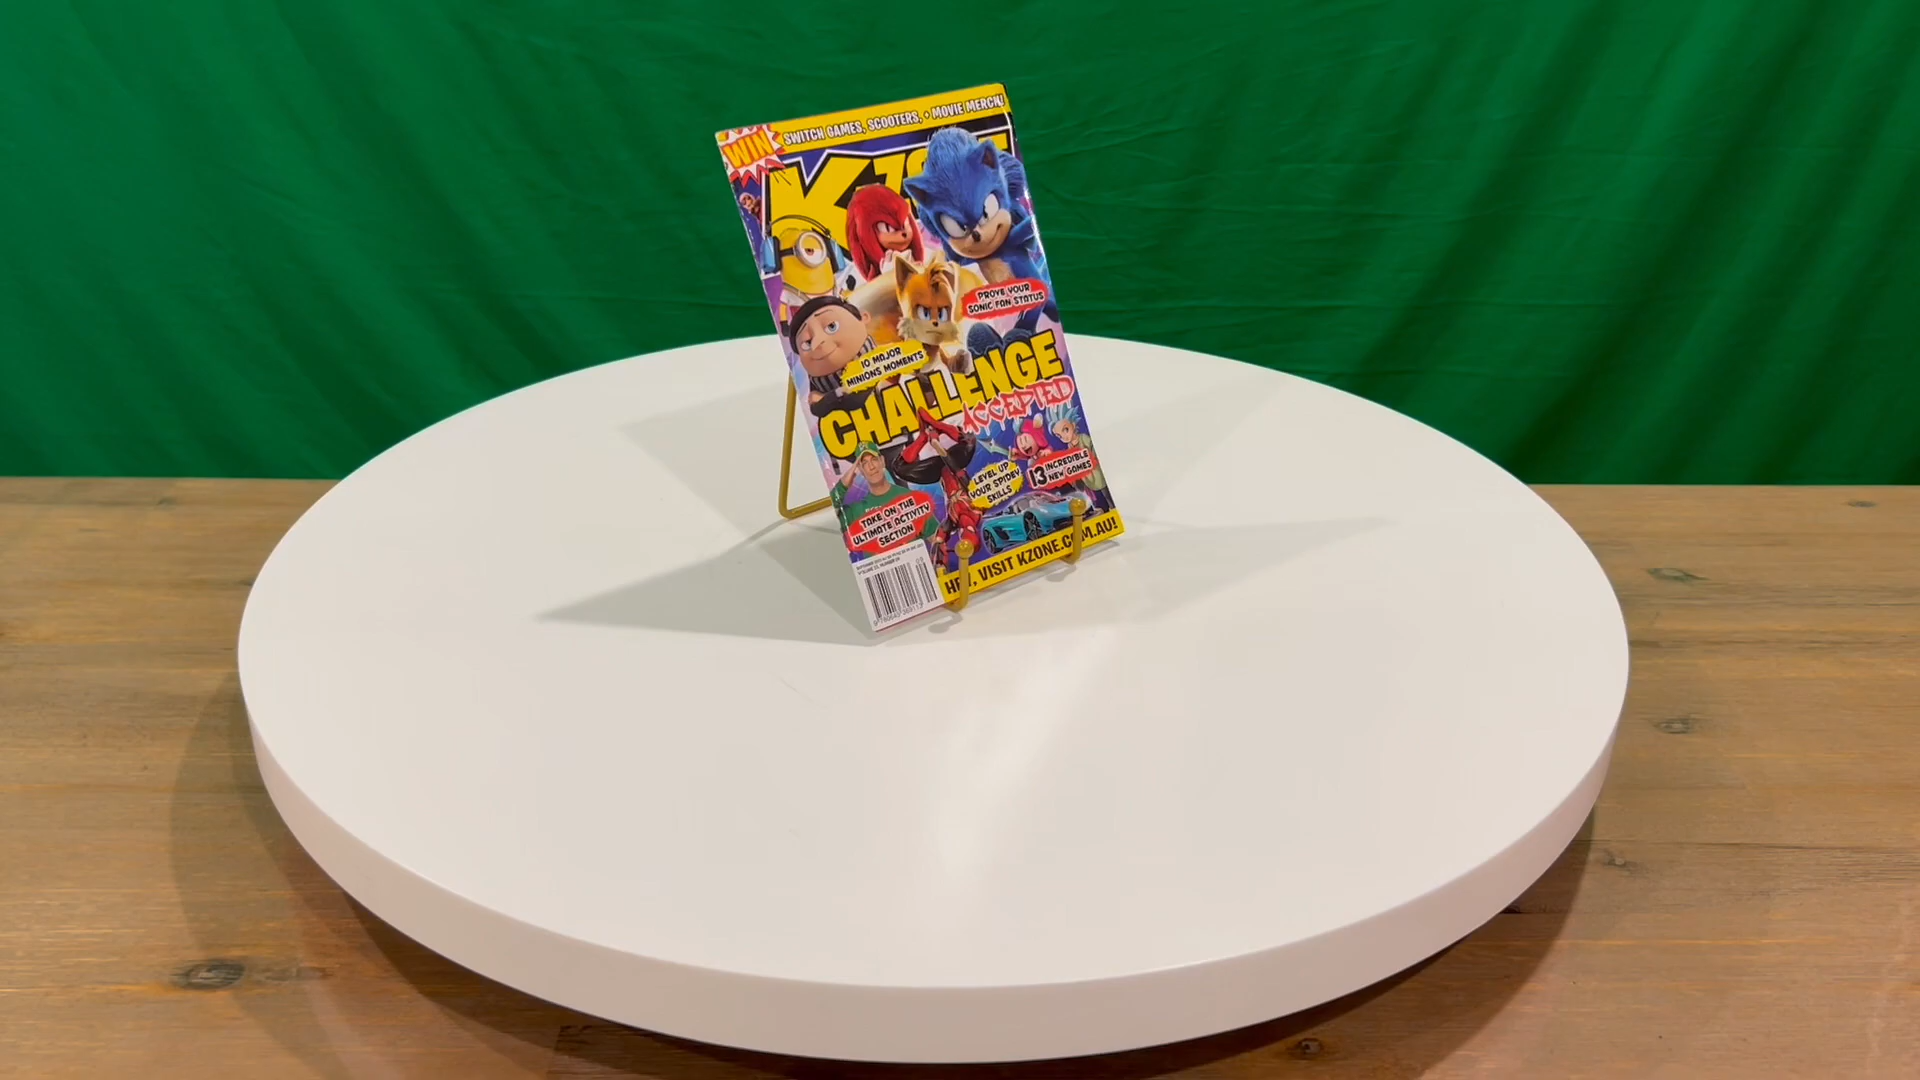 WIN
SWITCH GAMES, SCOOTERS, + MOVIE MERCH!
PROVE YOUR
SONIC FAN STATUS
10 MAJOR
MINIONS MOMENTS
CHALLENGE
ACCEPTED
LEVEL UP
YOUR SPIDEY
SKILLS
13 INCREDIBLE
NEW GAMES
TAKE ON THE
ULTIMATE ACTIVITY
SECTION
VISIT KZONE.COM.AU!